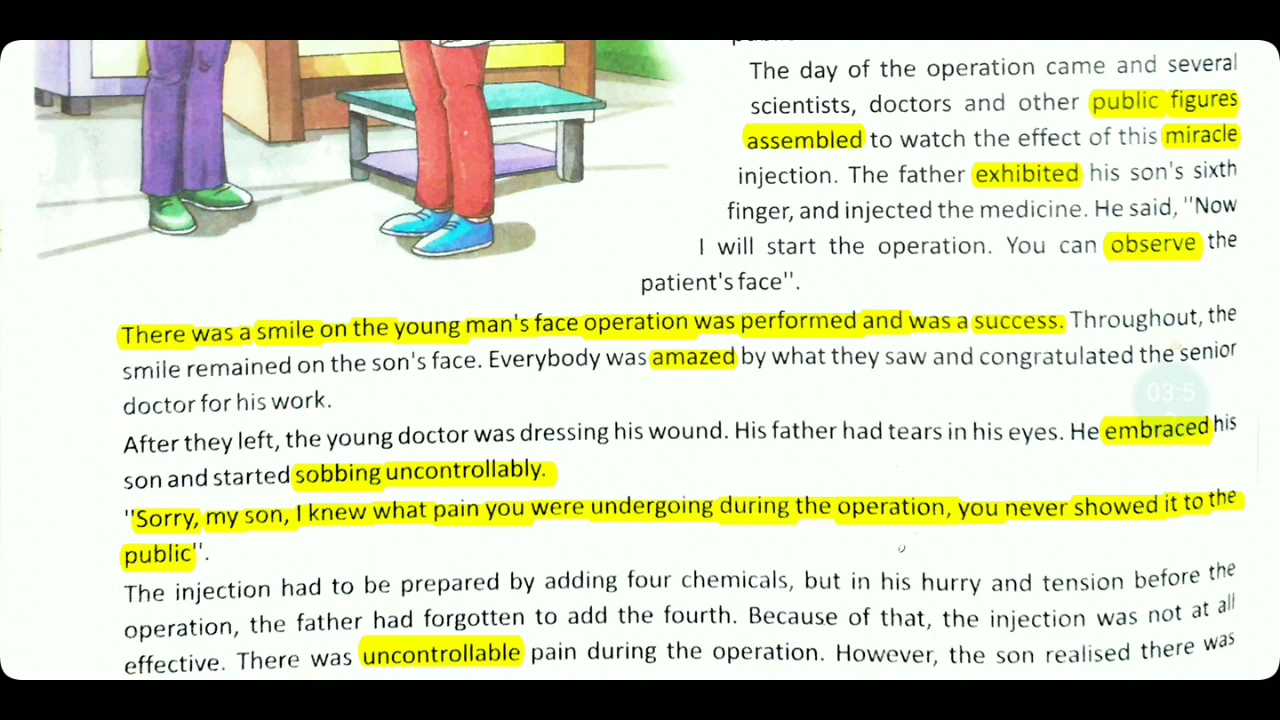 The day of the operation came and several
scientists, doctors and other public figures
assembled to watch the effect of this miracle
injection. The father exhibited his son's sixth
finger, and injected the medicine. He said, "Now
I will start the operation. You can observe the
patient's face".
There was a smile on the young man's face operation was performed and was a success. Throughout, the
smile remained on the son's face. Everybody was amazed by what they saw and congratulated the senior
doctor for his work.
After they left, the young doctor was dressing his wound. His father had tears in his eyes. He embraced his
son and started sobbing uncontrollably.
"Sorry, my son, I knew what pain you were undergoing during the operation, you never showed it to the
public".
The injection had to be prepared by adding four chemicals, but in his hurry and tension before the
operation, the father had forgotten to add the fourth. Because of that, the injection was not at all
effective. There was uncontrollable pain during the operation. However, the son realised there was